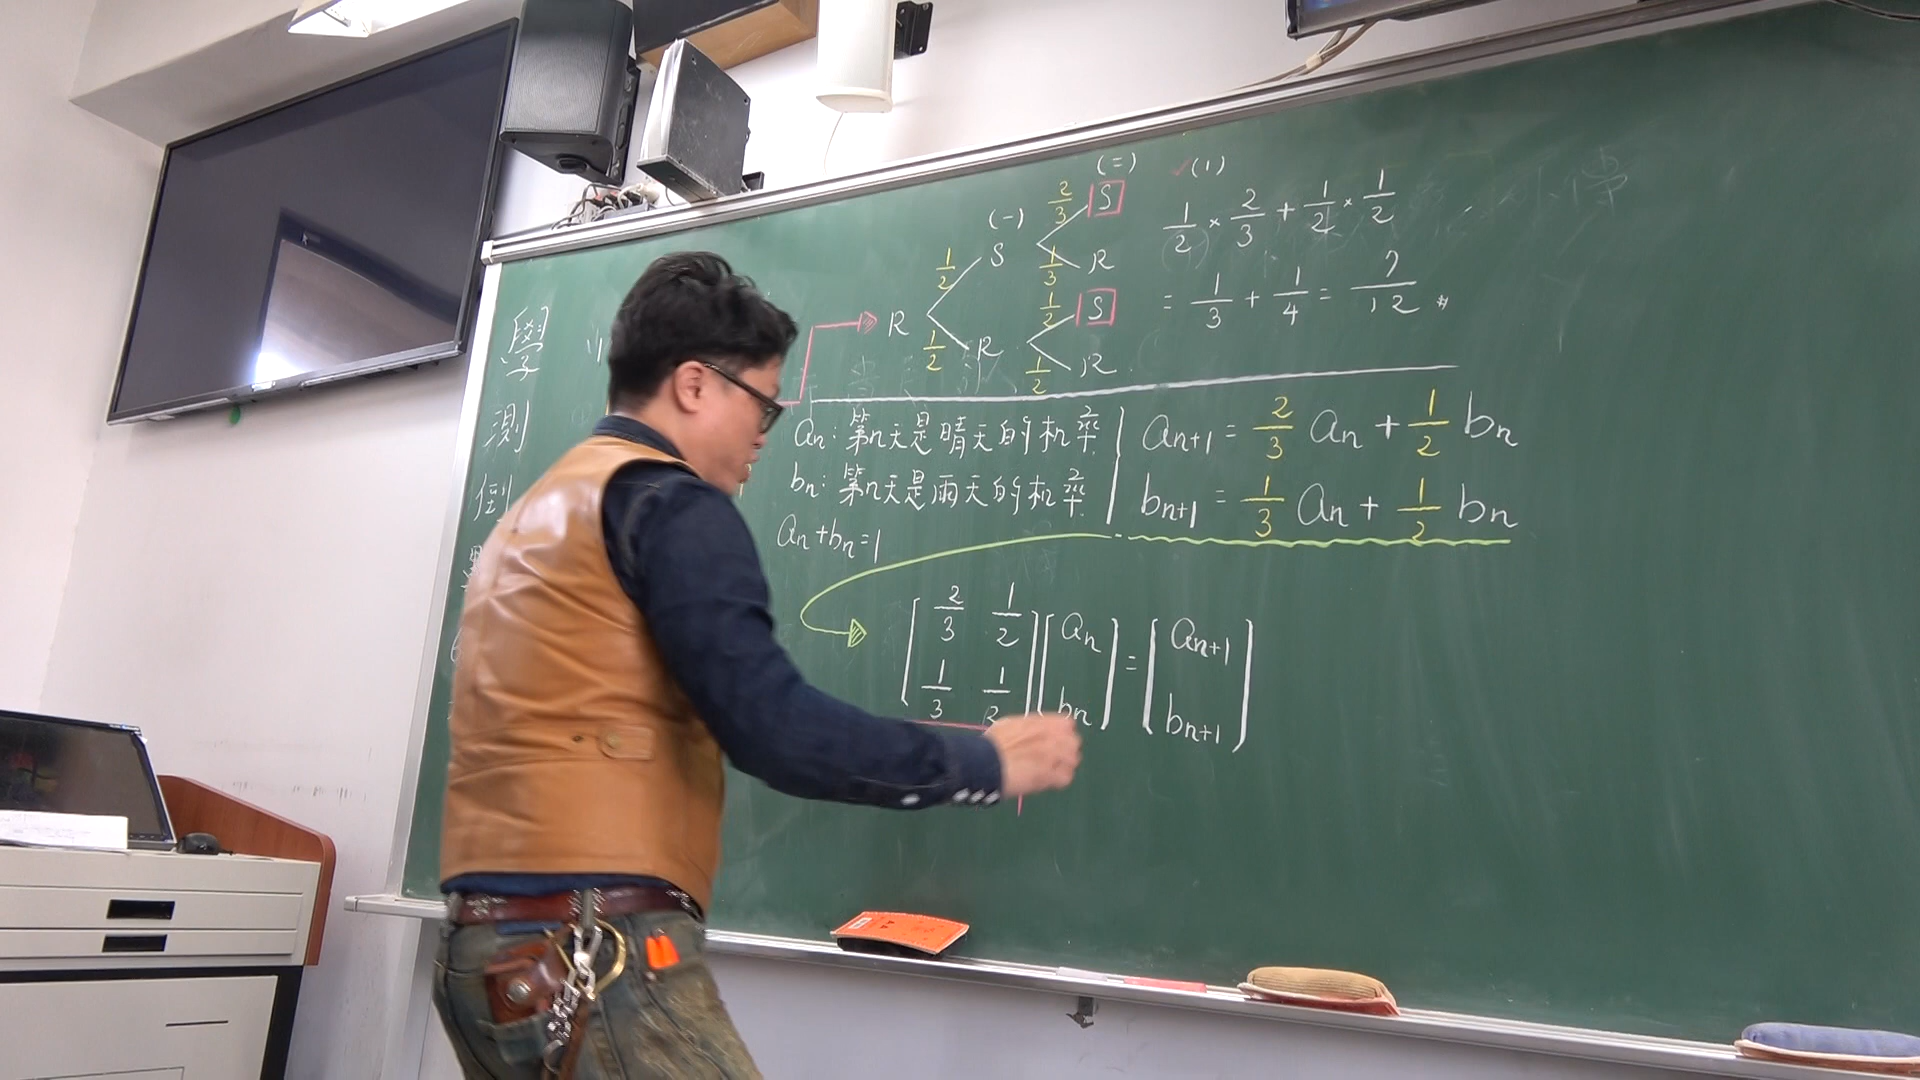 學
測
(二)
(1)
2/3 S
(一)
1/2 × 2/3 + 1/2 × 1/2
1/2 S
1/3 R
R
1/2 S
= 1/3 + 1/4 = 7/12 #
1/2 R
1/2 R
an: 第n天是晴天的机率
an+1 = 2/3 an + 1/2 bn
bn: 第n天是雨天的机率
bn+1 = 1/3 an + 1/2 bn
an+bn=1
[2/3 1/2] [an] = [an+1]
[1/3 1/2] [bn] [bn+1]